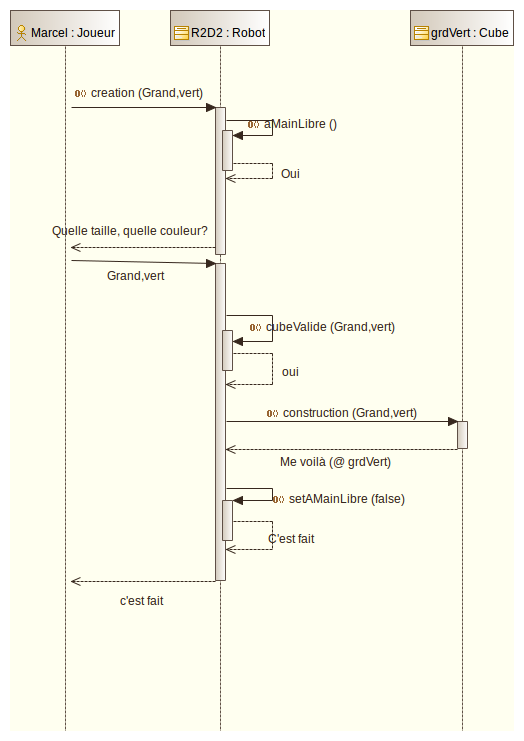 Marcel : Joueur
R2D2 : Robot
grdVert : Cube
creation (Grand,vert)
aMainLibre ()
Oui
Quelle taille, quelle couleur?
Grand,vert
cubeValide (Grand,vert)
oui
construction (Grand,vert)
Me voilà (@ grdVert)
setAMainLibre (false)
C'est fait
c'est fait